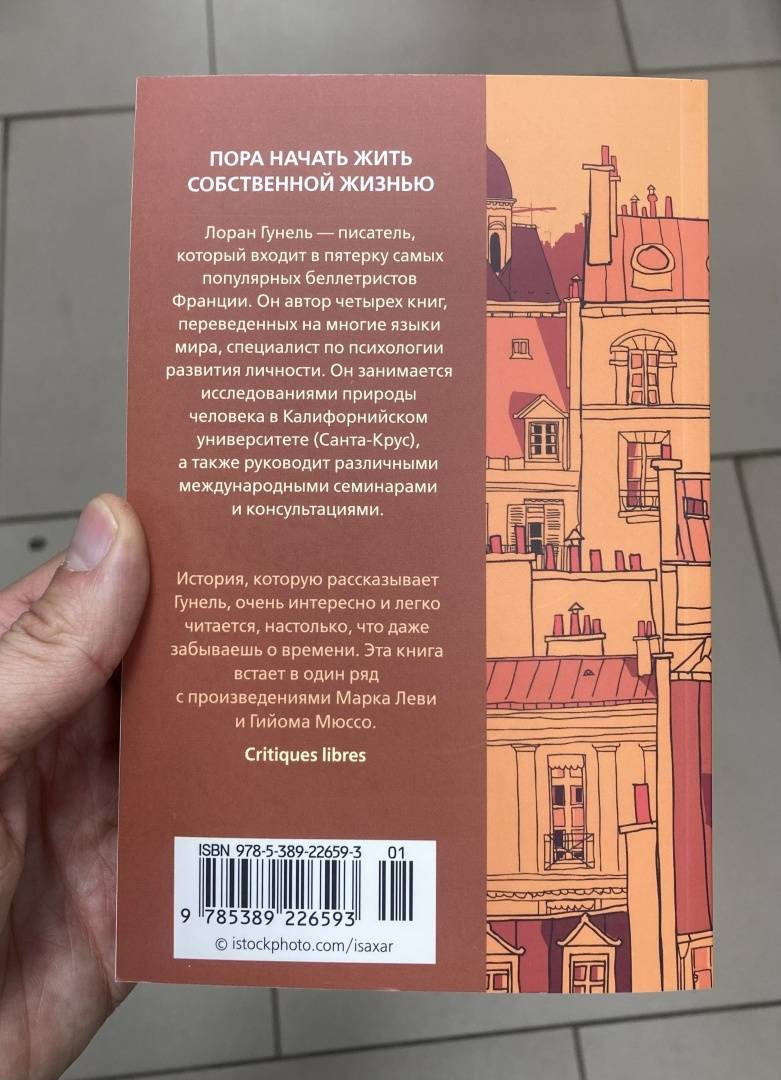 ПОРА НАЧАТЬ ЖИТЬ
СОБСТВЕННОЙ ЖИЗНЬЮ
Лоран Гунель — писатель,
который входит в пятерку самых
популярных беллетристов
Франции. Он автор четырех книг,
переведенных на многие языки
мира, специалист по психологии
развития личности. Он занимается
исследованиями природы
человека в Калифорнийском
университете (Санта-Крус),
а также руководит различными
международными семинарами
и консультациями.
История, которую рассказывает
Гунель, очень интересно и легко
читается, настолько, что даже
забываешь о времени. Эта книга
встает в один ряд
с произведениями Марка Леви
и Гийома Мюссо.
Critiques libres
ISBN 978-5-389-22659-3 01
9 785389 226593
© istockphoto.com/isaxar